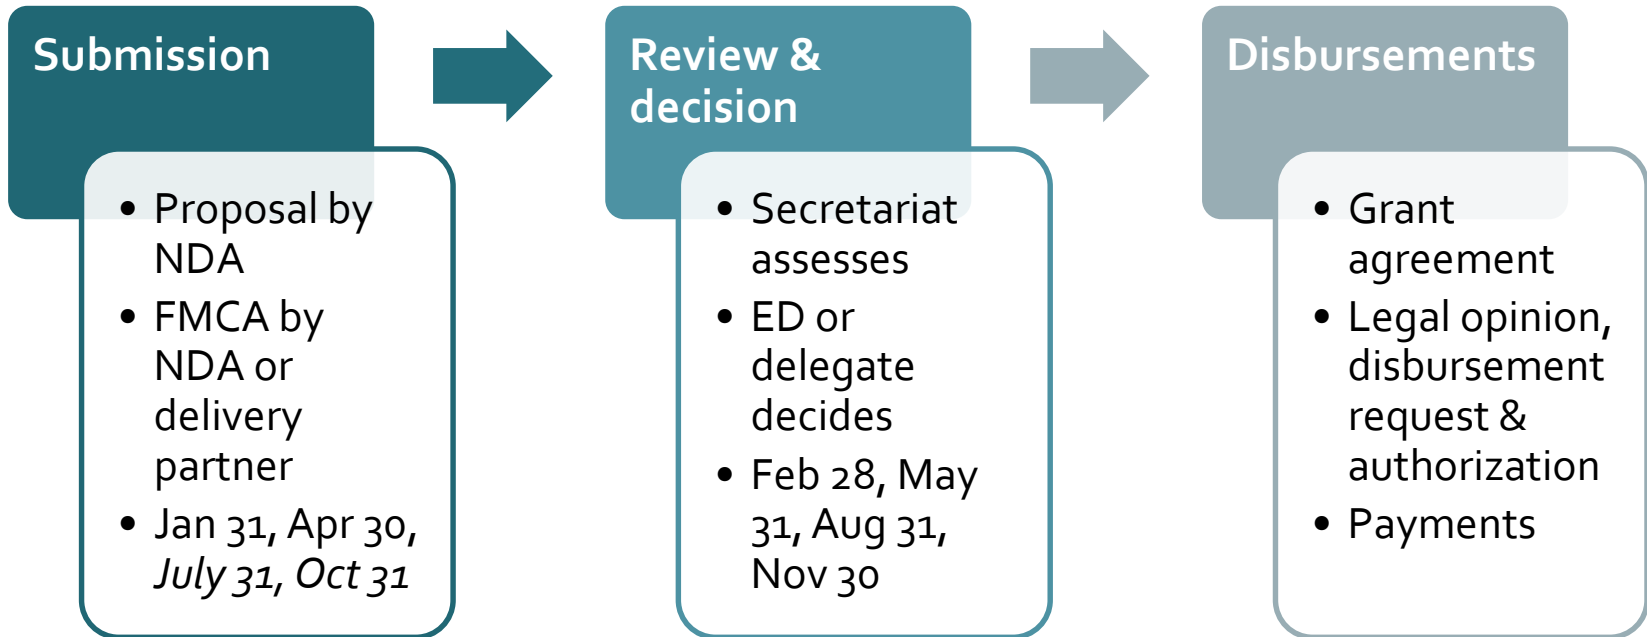 Submission
• Proposal by
NDA
• FMCA by
NDA or
delivery
partner
• Jan 31, Apr 30,
July 31, Oct 31
Review &
decision
• Secretariat
assesses
• ED or
delegate
decides
• Feb 28, May
31, Aug 31,
Nov 30
Disbursements
• Grant
agreement
• Legal opinion,
disbursement
request &
authorization
• Payments